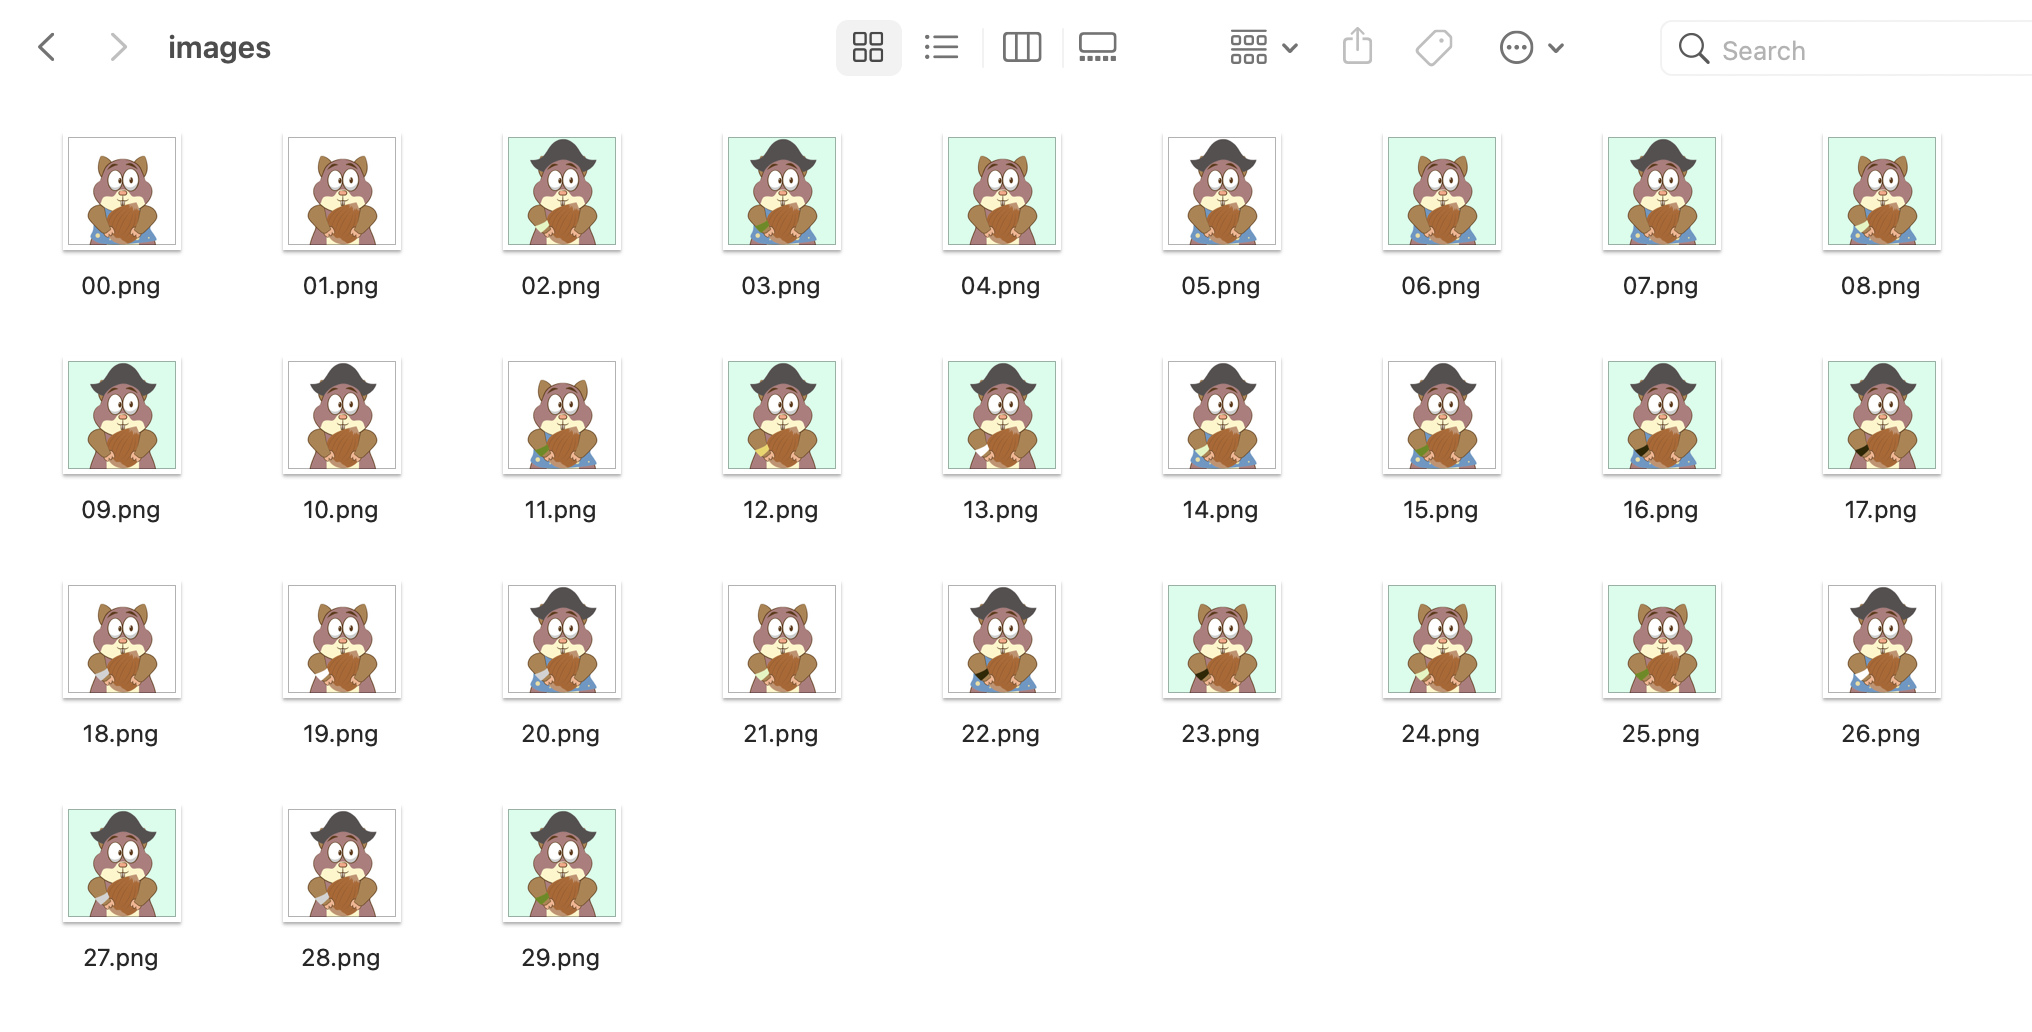 images
Search
00.png 01.png 02.png 03.png 04.png 05.png 06.png 07.png 08.png
09.png 10.png 11.png 12.png 13.png 14.png 15.png 16.png 17.png
18.png 19.png 20.png 21.png 22.png 23.png 24.png 25.png 26.png
27.png 28.png 29.png